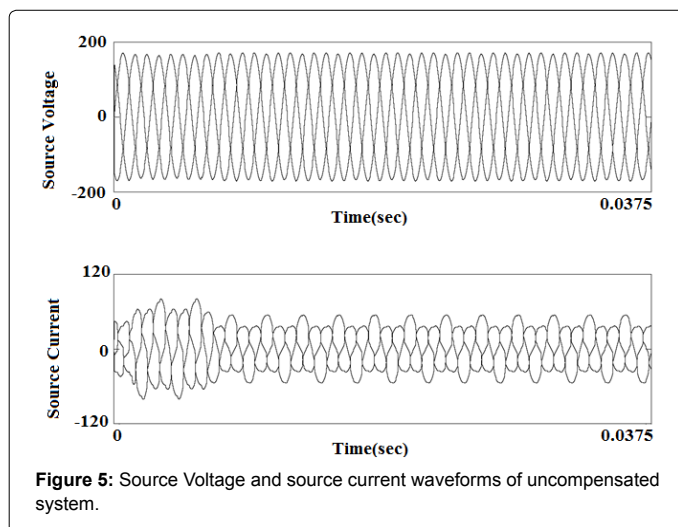 200
Source Voltage
0
-200
0
0.0375
Time(sec)
120
Source Current
0
-120
0
0.0375
Time(sec)
Figure 5: Source Voltage and source current waveforms of uncompensated
system.